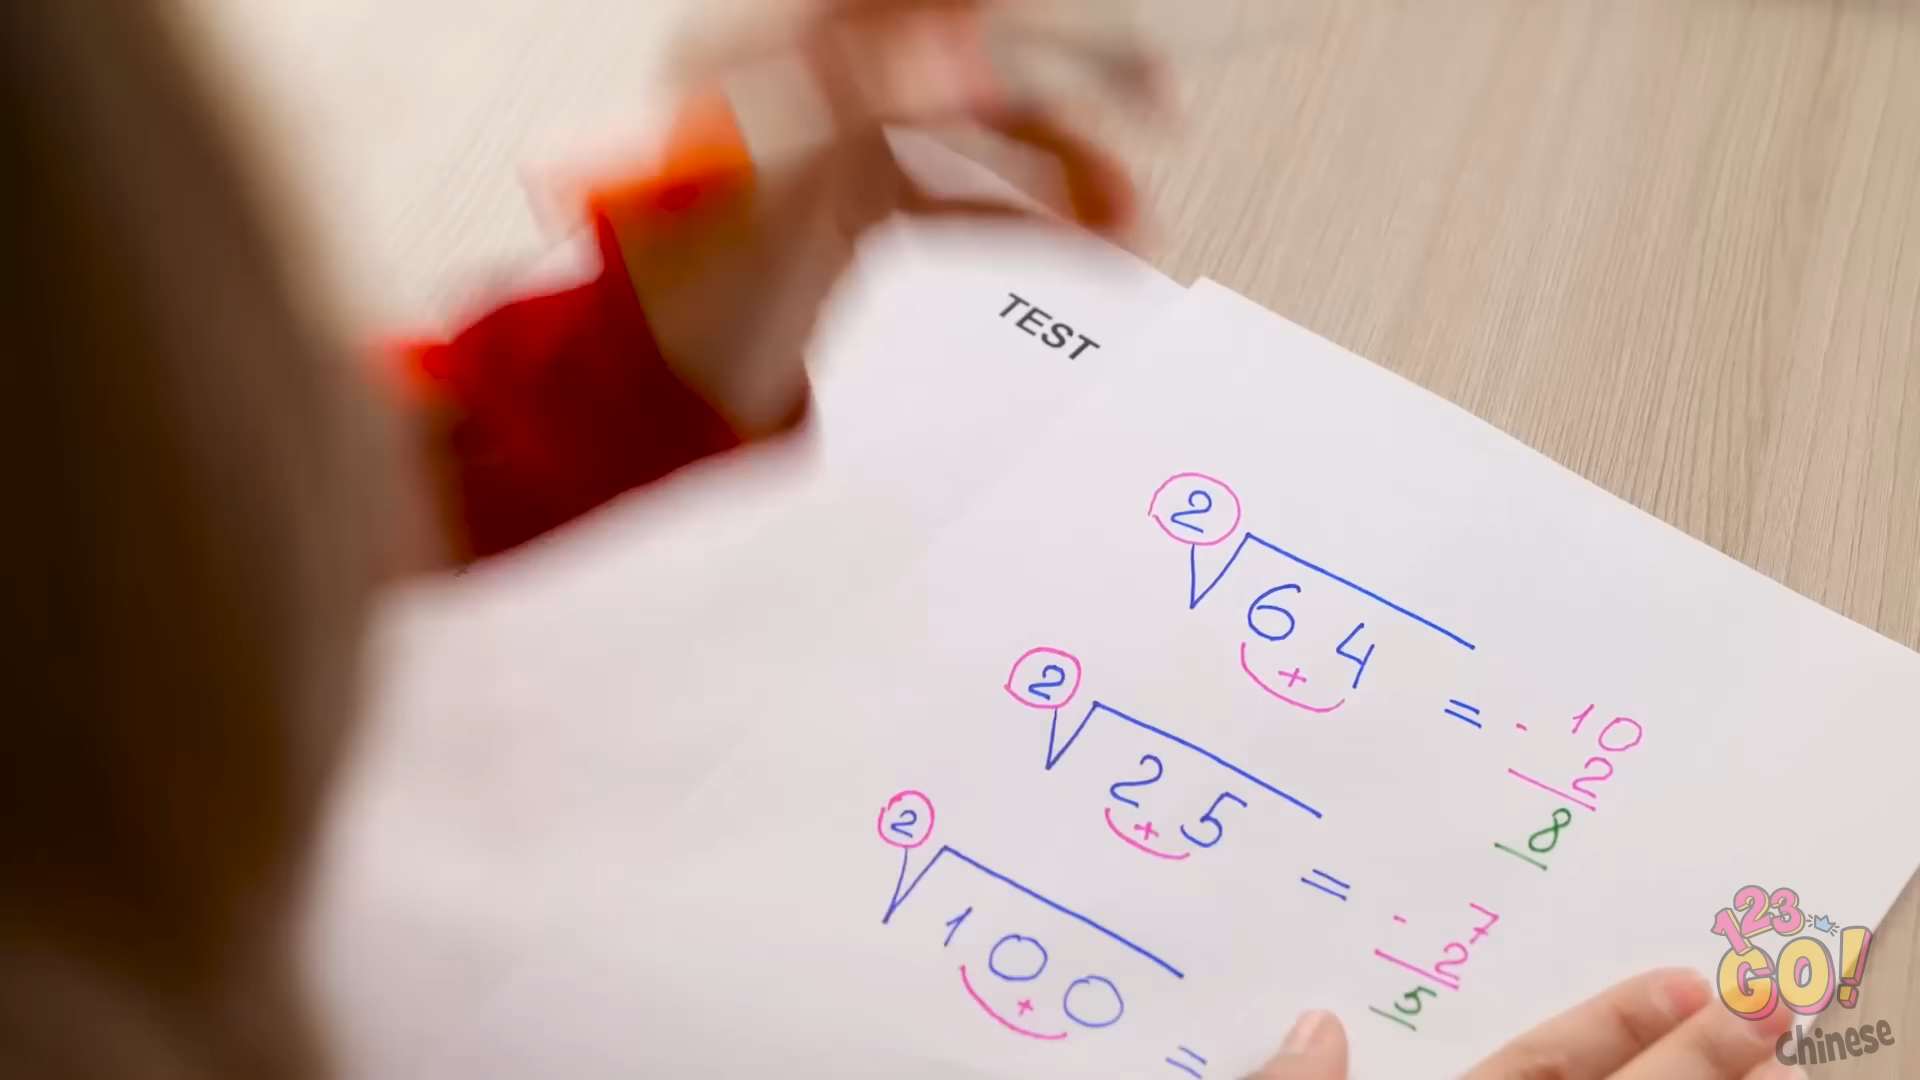 TEST
2√64 = - 10
+
2
8
2√25 = - 7
+
2
5
2√100 =
+
123
GO!
Chinese